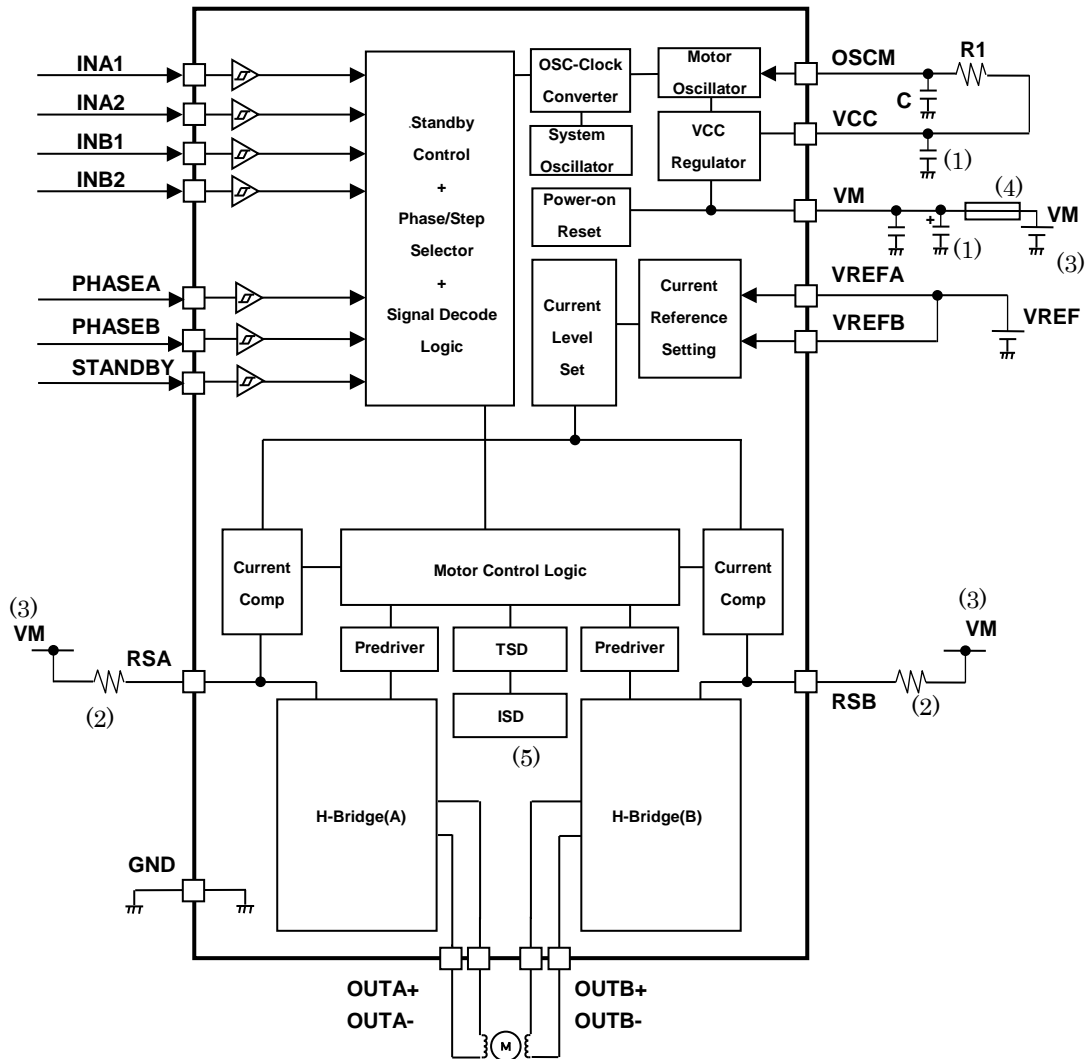 INA1
INA2
INB1
INB2
PHASEA
PHASEB
STANDBY
.Standby
Control
+
Phase/Step
Selector
+
Signal Decode
Logic
OSC-Clock
Converter
Motor
Oscillator
System
Oscillator
VCC
Regulator
Power-on
Reset
Current
Level
Set
Current
Reference
Setting
OSCM
R1
C
VCC
(1)
VM
(4)
VM
(1)
(3)
VREFA
VREFB
VREF
Current
Comp
Motor Control Logic
Current
Comp
Predriver
TSD
Predriver
ISD
(5)
(3)
VM
RSA
(2)
(3)
VM
RSB
(2)
H-Bridge(A)
H-Bridge(B)
GND
OUTA+
OUTA-
OUTB+
OUTB-
M